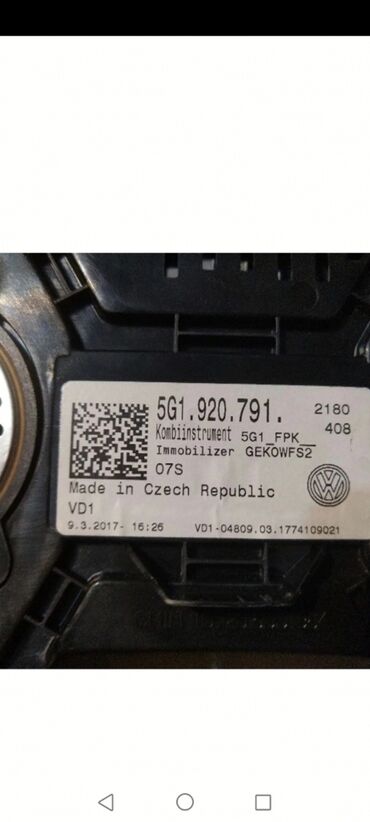 5G1.920.791. 2180
Kombiinstrument 5G1_FPK__ 408
Immobilizer GEKOWFS2
07S
Made in Czech Republic
VD1
9.3.2017- 16:26 VD1-04809.03.1774109021